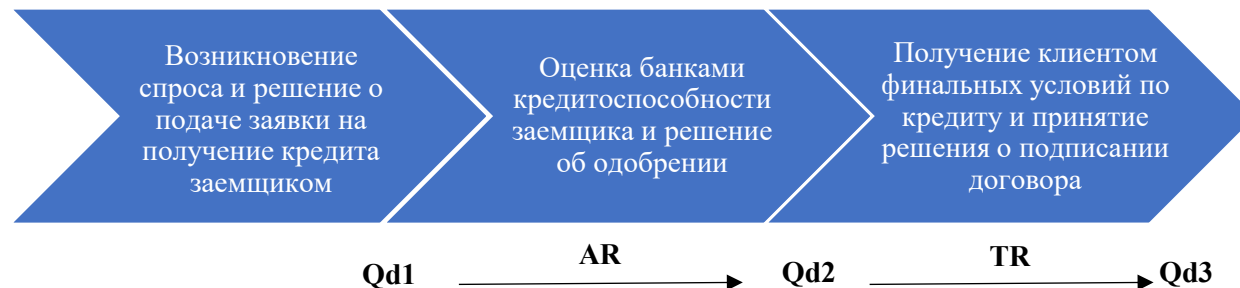 Возникновение
спроса и решение о
подаче заявки на
получение кредита
заемщиком
Оценка банками
кредитоспособности
заемщика и решение
об одобрении
Получение клиентом
финальных условий по
кредиту и принятие
решения о подписании
договора
Qd1
AR
Qd2
TR
Qd3